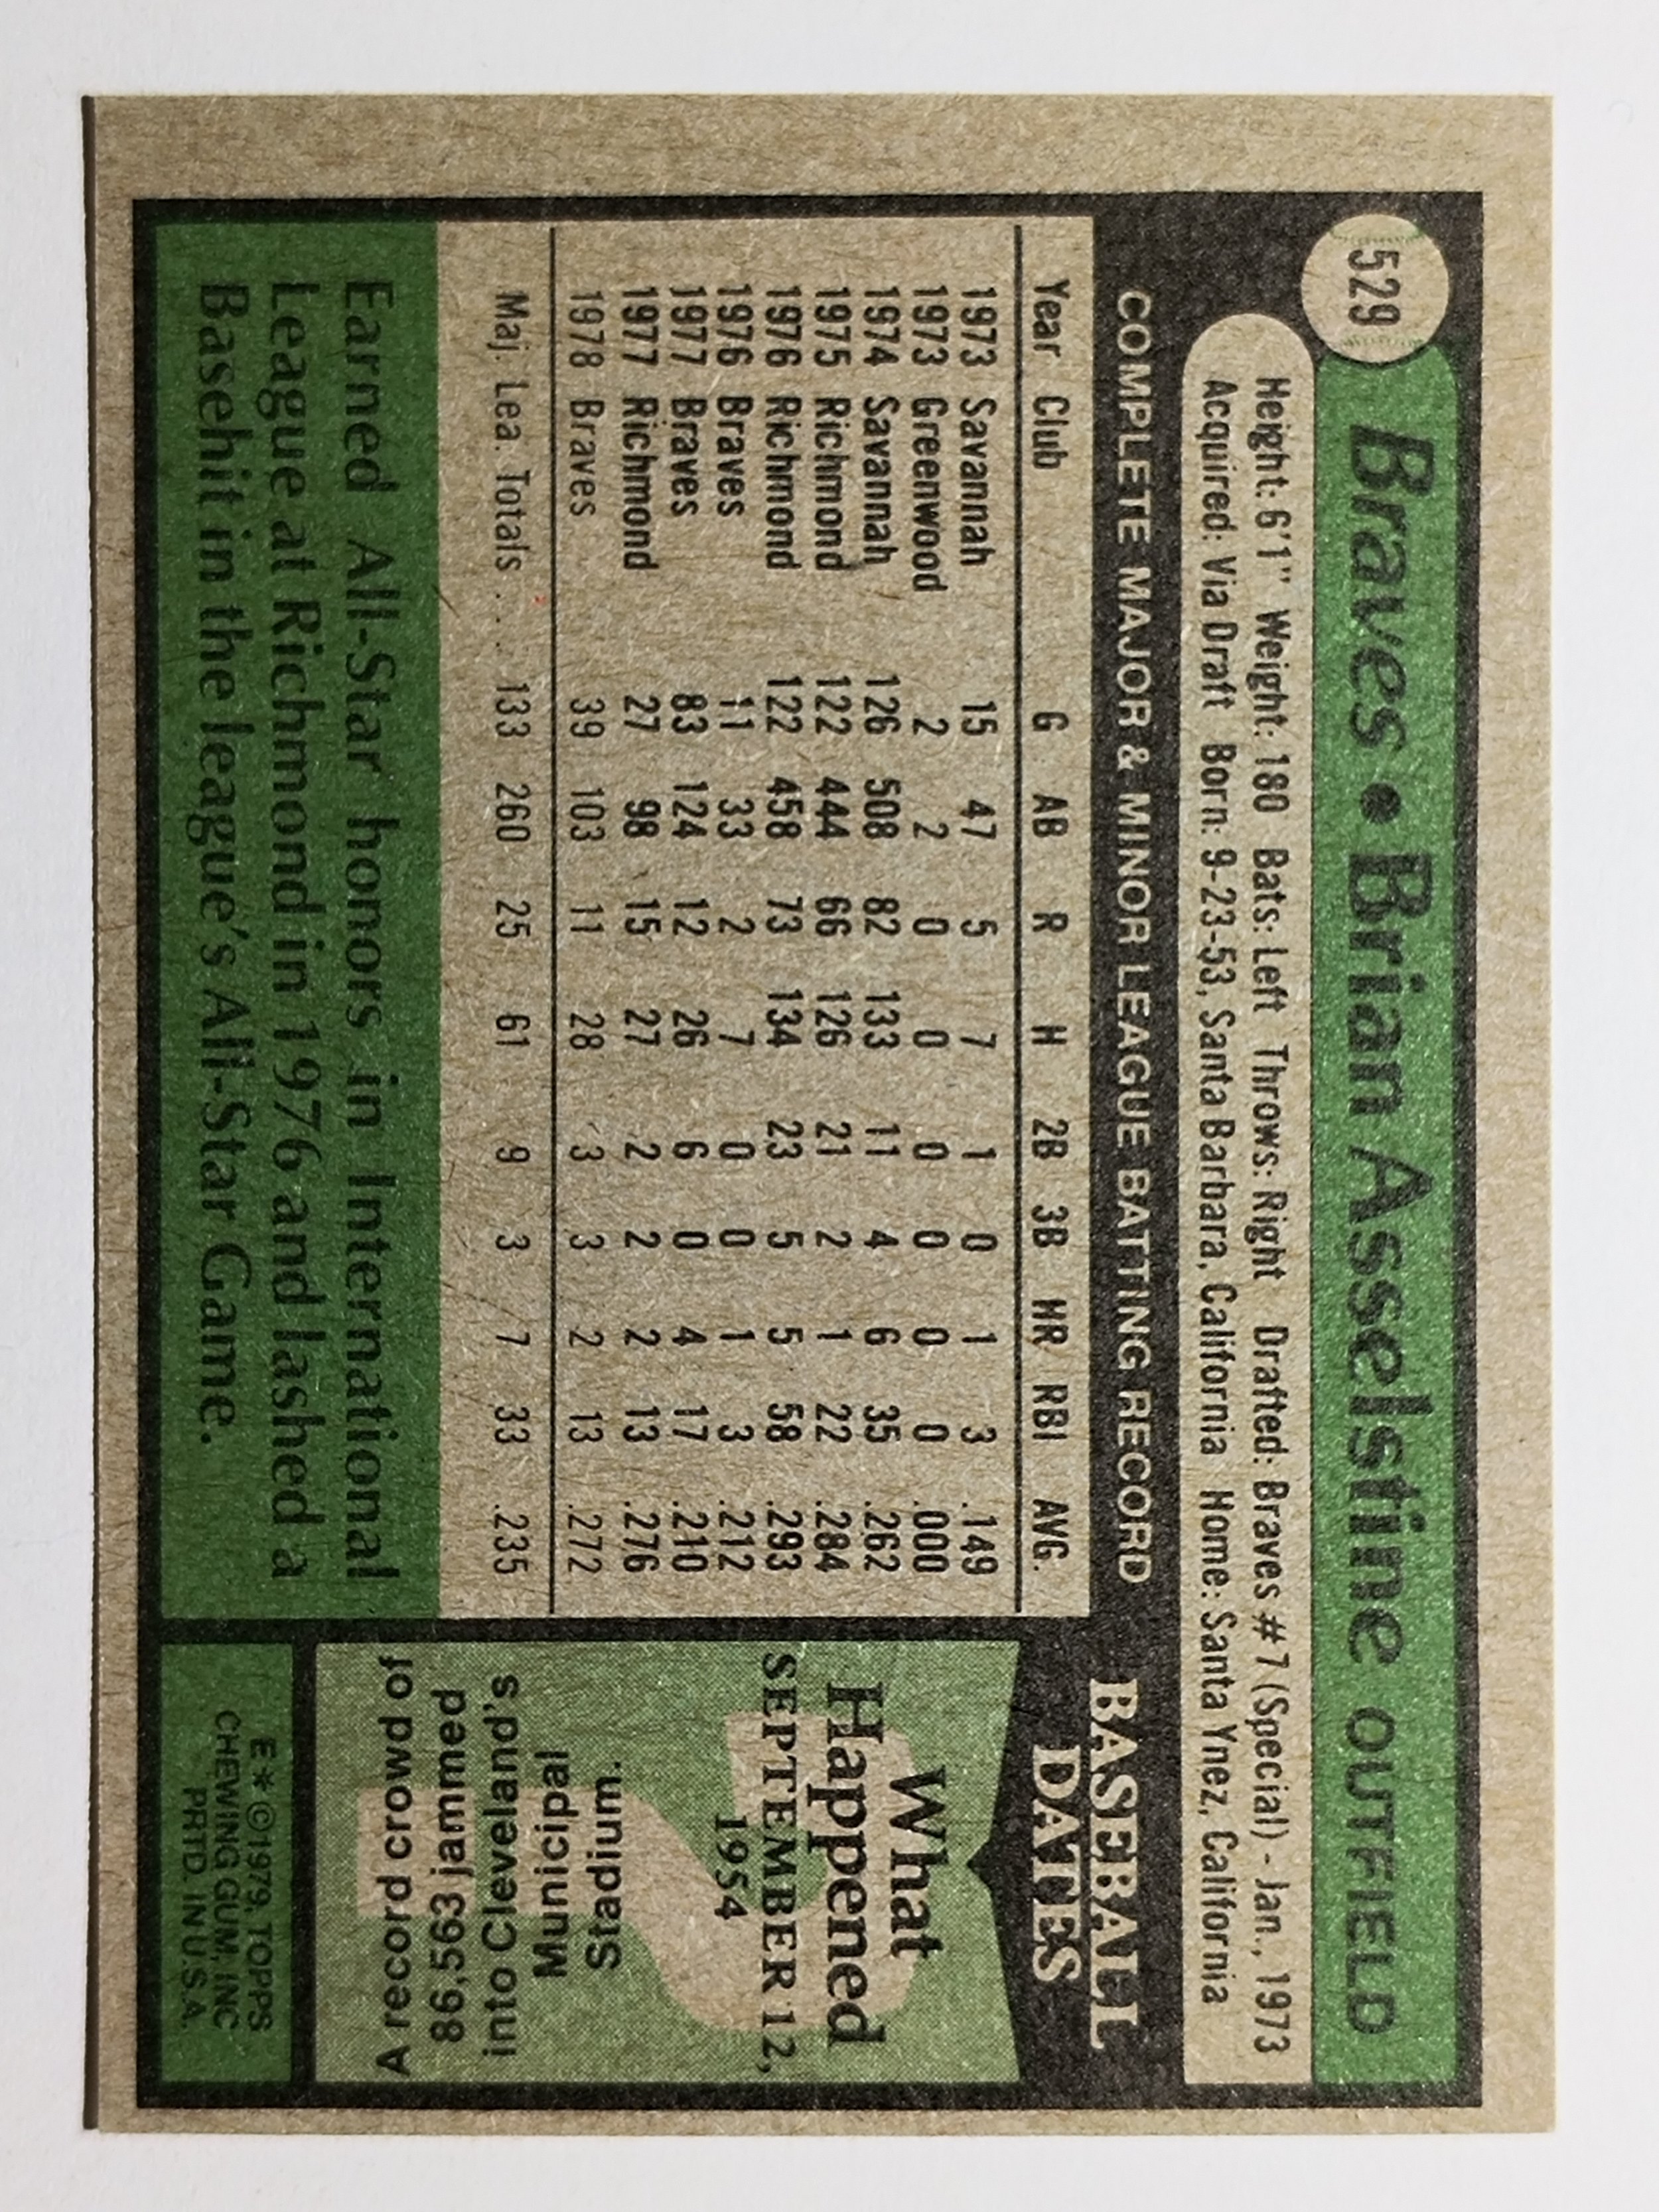 529
Braves • Brian Asselstine OUTFIELD
Height: 6'1" Weight: 180 Bats: Left Throws: Right Drafted: Braves #7 (Special) - Jan., 1973
Acquired: Via Draft Born: 9-23-53, Santa Barbara, California Home: Santa Ynez, California
COMPLETE MAJOR & MINOR LEAGUE BATTING RECORD
Year Club G AB R H 2B 3B HR RBI AVG.
1973 Savannah 15 47 5 7 1 0 1 3 .149
1973 Greenwood 2 2 0 0 0 0 0 0 .000
1974 Savannah 126 508 82 133 11 4 6 35 .262
1975 Richmond 122 444 66 126 21 2 1 22 .284
1976 Richmond 122 458 73 134 23 5 5 58 .293
1976 Braves 11 33 2 7 0 0 1 3 .212
1977 Braves 83 124 12 26 6 0 4 17 .210
1977 Richmond 27 98 15 27 2 2 2 13 .276
1978 Braves 39 103 11 28 3 3 2 13 .272
Maj. Lea. Totals . . . 133 260 25 61 9 3 7 33 .235
Earned All-Star honors in International
League at Richmond in 1976 and lashed a
Basehit in the league's All-Star Game.
BASEBALL
DATES
What
Happened
SEPTEMBER 12,
1954
A record crowd of
86,563 jammed
into Cleveland's
Municipal
Stadium.
E* ©1979, TOPPS
CHEWING GUM, INC
PRTD. IN U.S.A.